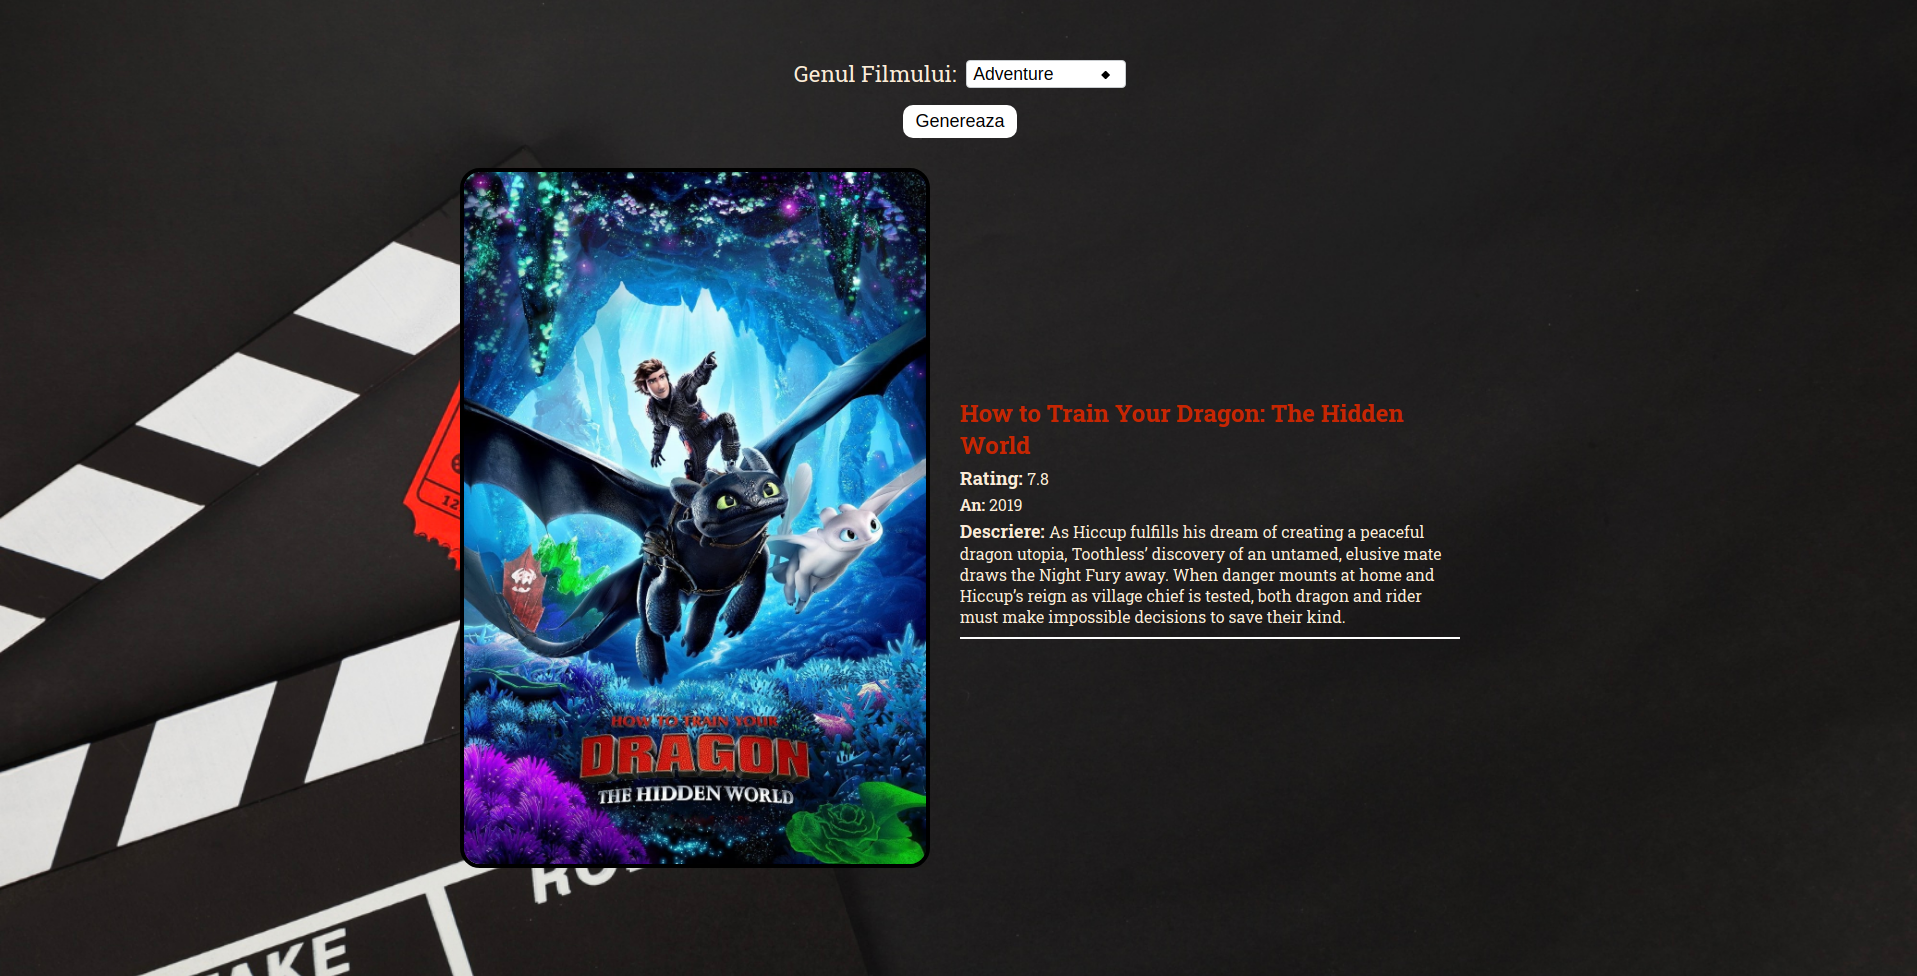 Genul Filmului: Adventure
Genereaza
12
HOW TO TRAIN YOUR
DRAGON
THE HIDDEN WORLD
How to Train Your Dragon: The Hidden
World
Rating: 7.8
An: 2019
Descriere: As Hiccup fulfills his dream of creating a peaceful
dragon utopia, Toothless’ discovery of an untamed, elusive mate
draws the Night Fury away. When danger mounts at home and
Hiccup’s reign as village chief is tested, both dragon and rider
must make impossible decisions to save their kind.
AKE